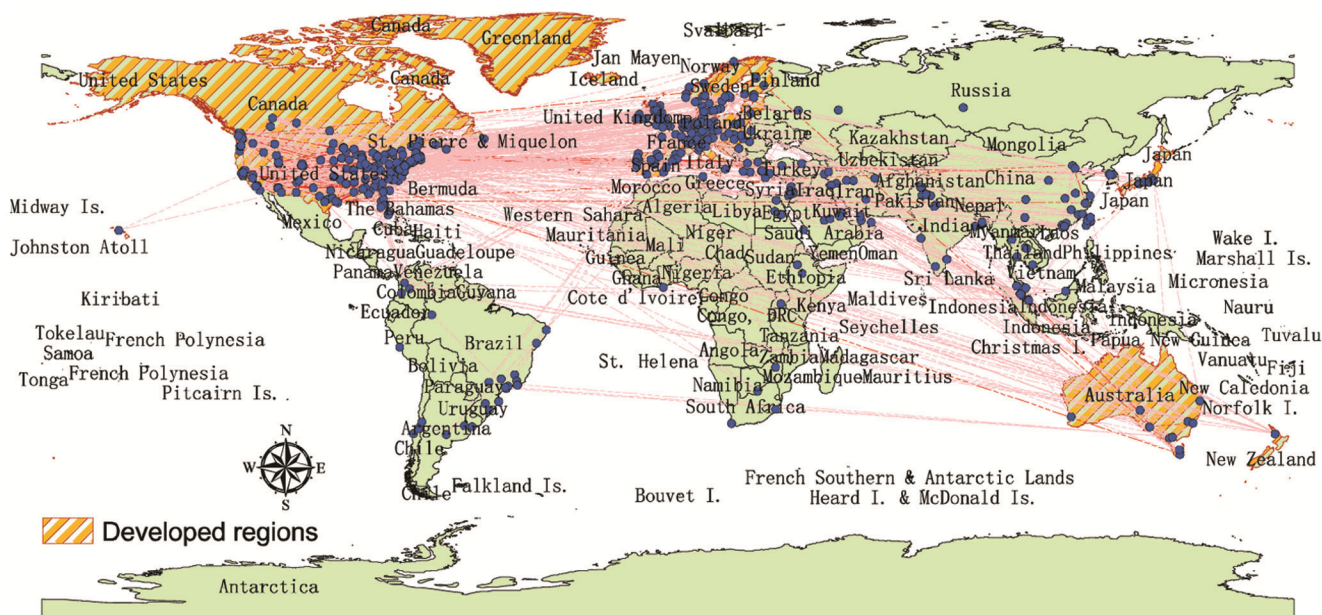 Canada
Greenland
Svalbard
Jan Mayen
Norway
Iceland
Finland
Sweden
United States
Canada
Canada
Russia
United Kingdom
Poland
Belarus
Ukraine
Kazakhstan
Mongolia
St. Pierre & Miquelon
France
Japan
Spain
Italy
Turkey
Uzbekistan
United States
Bermuda
Morocco
Greece
Syria
Iraq
Iran
Afghanistan
China
Japan
Midway Is.
The Bahamas
Mexico
Western Sahara
Algeria
Libya
Egypt
Kuwait
Pakistan
Nepal
Japan
Cuba
Haiti
Mauritania
Mali
Niger
Saudi Arabia
India
Myanmar
Laos
Wake I.
Johnston Atoll
Nicaragua
Guadeloupe
Guinea
Chad
Sudan
Yemen
Oman
Thailand
Philippines
Marshall Is.
Panama
Venezuela
Ghana
Nigeria
Ethiopia
Sri Lanka
Vietnam
Malaysia
Micronesia
Kiribati
Colombia
Guyana
Cote d'Ivoire
Congo
Kenya
Maldives
Indonesia
Indonesia
Indonesia
Nauru
Ecuador
Congo, DRC
Seychelles
Indonesia
Tokelau
French Polynesia
Peru
Brazil
Tanzania
Christmas I.
Papua New Guinea
Tuvalu
Samoa
St. Helena
Angola
Zambia
Madagascar
Vanuatu
Fiji
Tonga
French Polynesia
Bolivia
Mozambique
Mauritius
Pitcairn Is.
Paraguay
Namibia
Australia
New Caledonia
Uruguay
South Africa
Norfolk I.
Argentina
Chile
New Zealand
N
W
E
S
Chile
Falkland Is.
Bouvet I.
French Southern & Antarctic Lands
Heard I. & McDonald Is.
Developed regions
Antarctica